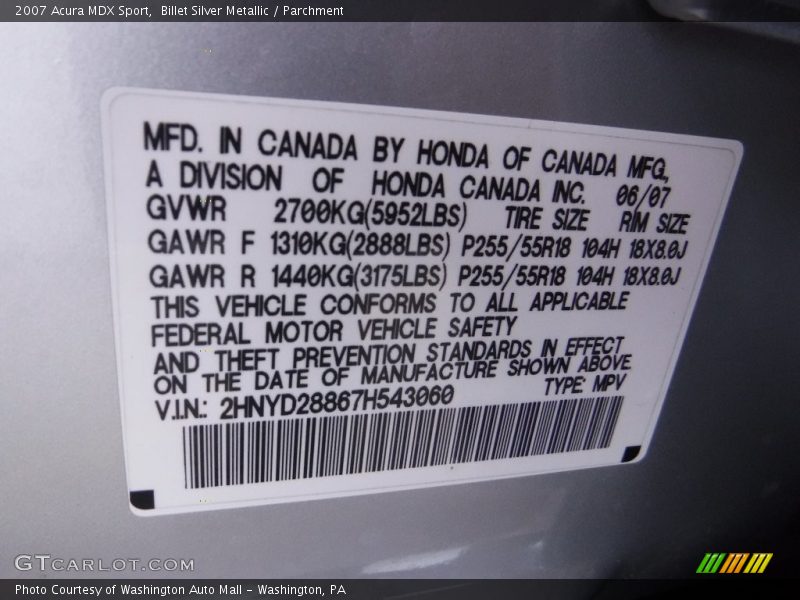 2007 Acura MDX Sport, Billet Silver Metallic / Parchment
MFD. IN CANADA BY HONDA OF CANADA MFG.,
A DIVISION OF HONDA CANADA INC. 06/07
GVWR 2700KG(5952LBS) TIRE SIZE RIM SIZE
GAWR F 1310KG(2888LBS) P255/55R18 104H 18X8.0J
GAWR R 1440KG(3175LBS) P255/55R18 104H 18X8.0J
THIS VEHICLE CONFORMS TO ALL APPLICABLE
FEDERAL MOTOR VEHICLE SAFETY
AND THEFT PREVENTION STANDARDS IN EFFECT
ON THE DATE OF MANUFACTURE SHOWN ABOVE.
V.I.N.: 2HNYD28867H543060 TYPE: MPV
GTCARLOT.COM
Photo Courtesy of Washington Auto Mall - Washington, PA